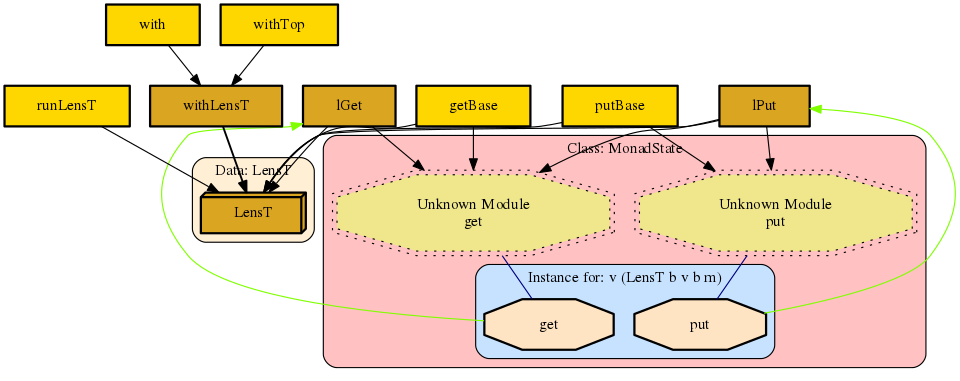 with
withTop
runLensT
withLensT
lGet
getBase
putBase
lPut
Class: MonadState
Data: LensT
LensT
Unknown Module
get
Unknown Module
put
Instance for: v (LensT b v b m)
get
put